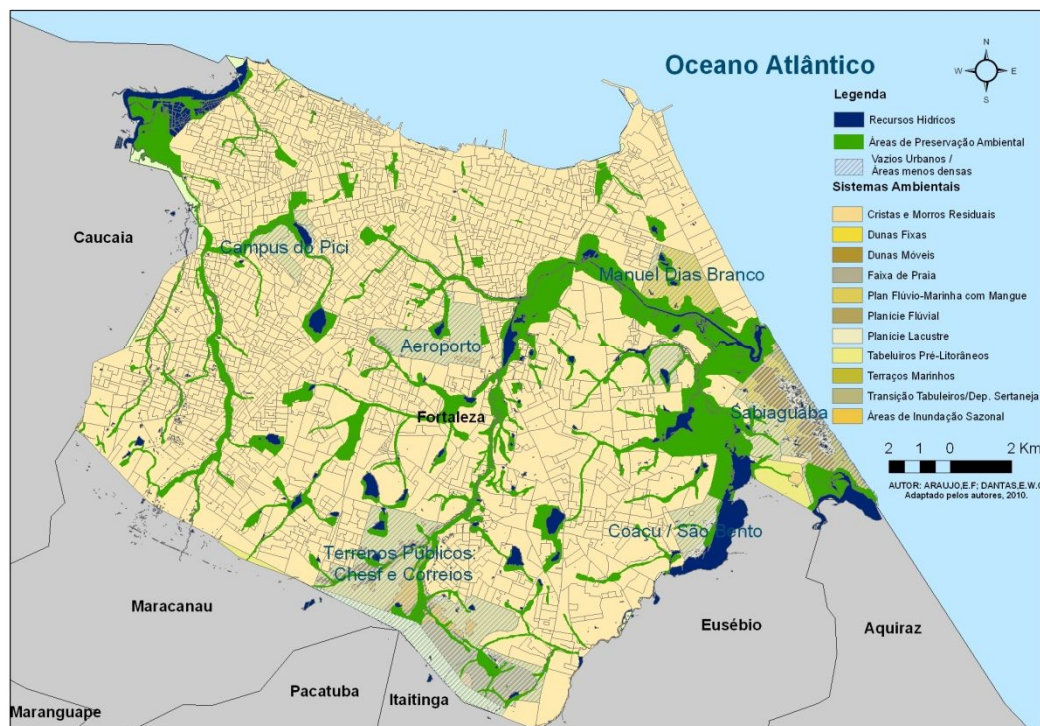 Oceano Atlântico
N
W
E
S
Legenda
Recursos Hidricos
Áreas de Preservação Ambiental
Vazios Urbanos /
Áreas menos densas
Sistemas Ambientais
Cristas e Morros Residuais
Dunas Fixas
Dunas Móveis
Faixa de Praia
Plan Flúvio-Marinha com Mangue
Planície Flúvial
Planície Lacustre
Tabeluiros Pré-Litorâneos
Terraços Marinhos
Transição Tabuleiros/Dep. Sertaneja
Áreas de Inundação Sazonal
2 1 0 2 Km
AUTOR: ARAUJO,E.F; DANTAS,E.W.C
Adaptado pelos autores, 2010.
Caucaia
Campus do Pici
Manuel Dias Branco
Aeroporto
Fortaleza
Sabiaguaba
Coaçu / São Bento
Terrenos Públicos:
Chesf e Correios
Maracanau
Eusébio
Aquiraz
Pacatuba
Itaitinga
Maranguape